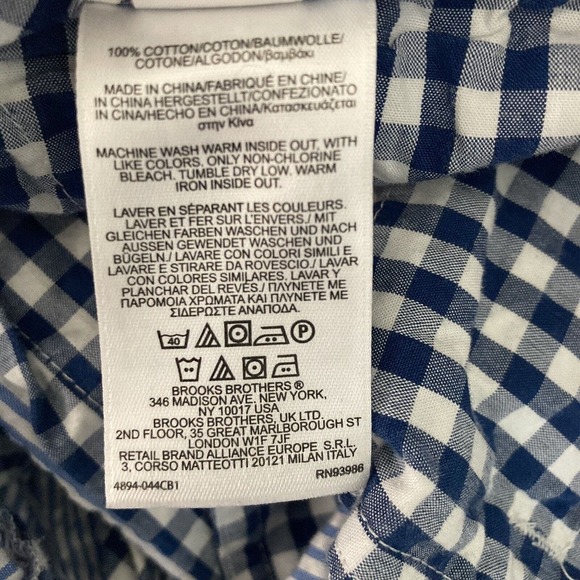 100% COTTON/COTON/BAUMWOLLE/
COTONE/ALGODON/βαμβάκι
MADE IN CHINA/FABRIQUÉ EN CHINE/
IN CHINA HERGESTELLT/CONFEZIONATO
IN CINA/HECHO EN CHINA/Κατασκευάζεται
στην Κίνα
MACHINE WASH WARM INSIDE OUT, WITH
LIKE COLORS. ONLY NON-CHLORINE
BLEACH. TUMBLE DRY LOW. WARM
IRON INSIDE OUT.
LAVER EN SÉPARANT LES COULEURS.
LAVER ET FER SUR L'ENVERS./ MIT
GLEICHEN FARBEN WASCHEN UND NACH
AUSSEN GEWENDET WASCHEN UND
BÜGELN./ LAVARE CON COLORI SIMILI E
LAVARE E STIRARE DA ROVESCIO./ LAVAR
CON COLORES SIMILARES. LAVAR Y
PLANCHAR DEL REVÉS./ ΠΛΕΝΕΤΕ ΜΕ
ΠΑΡΟΜΟΙΑ ΧΡΩΜΑΤΑ ΚΑΙ ΠΛΕΝΕΤΕ ΜΕ
ΣΙΔΕΡΩΣΤΕ ΑΝΑΠΟΔΑ.
40 P
BROOKS BROTHERS ®
346 MADISON AVE, NEW YORK,
NY 10017 USA
BROOKS BROTHERS, UK LTD.
2ND FLOOR, 35 GREAT MARLBOROUGH ST
LONDON W1F 7JF
RETAIL BRAND ALLIANCE EUROPE S.R.L.
3, CORSO MATTEOTTI 20121 MILAN ITALY
4894-044CB1 RN93986